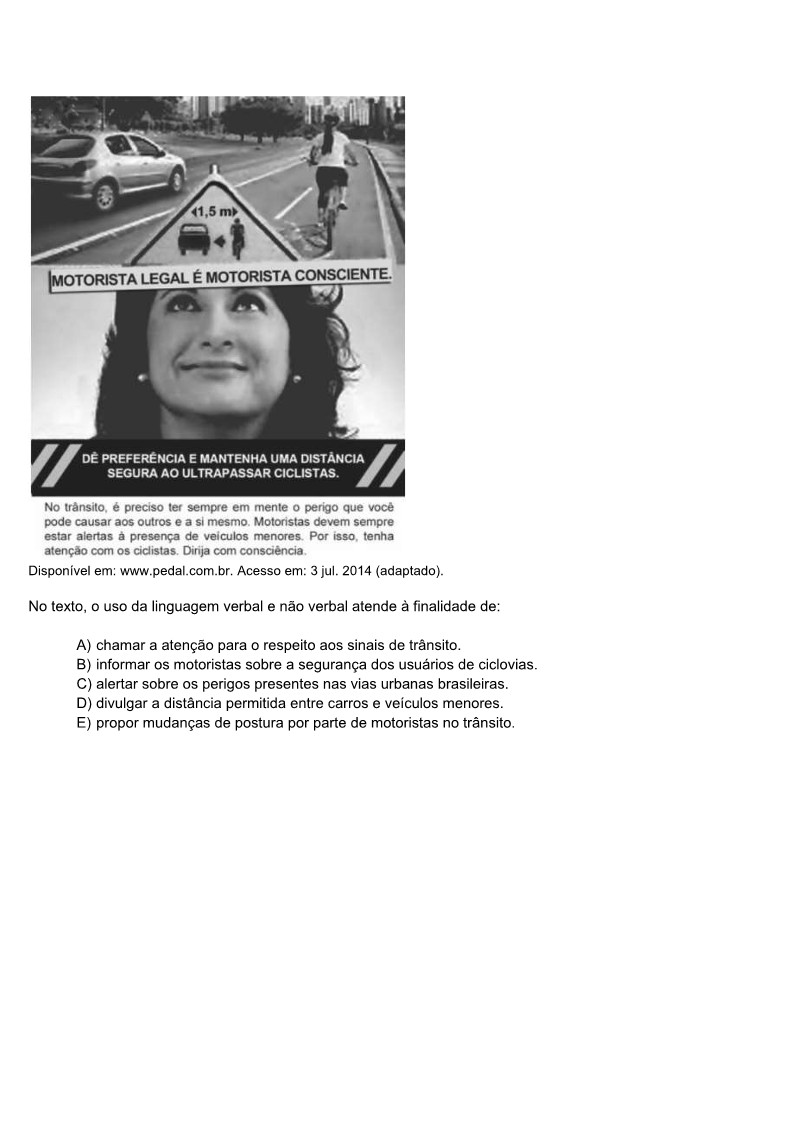 1,5 m
MOTORISTA LEGAL É MOTORISTA CONSCIENTE.
DÊ PREFERÊNCIA E MANTENHA UMA DISTÂNCIA
SEGURA AO ULTRAPASSAR CICLISTAS.
No trânsito, é preciso ter sempre em mente o perigo que você
pode causar aos outros e a si mesmo. Motoristas devem sempre
estar alertas à presença de veículos menores. Por isso, tenha
atenção com os ciclistas. Dirija com consciência.
Disponível em: www.pedal.com.br. Acesso em: 3 jul. 2014 (adaptado).
No texto, o uso da linguagem verbal e não verbal atende à finalidade de:
A) chamar a atenção para o respeito aos sinais de trânsito.
B) informar os motoristas sobre a segurança dos usuários de ciclovias.
C) alertar sobre os perigos presentes nas vias urbanas brasileiras.
D) divulgar a distância permitida entre carros e veículos menores.
E) propor mudanças de postura por parte de motoristas no trânsito.